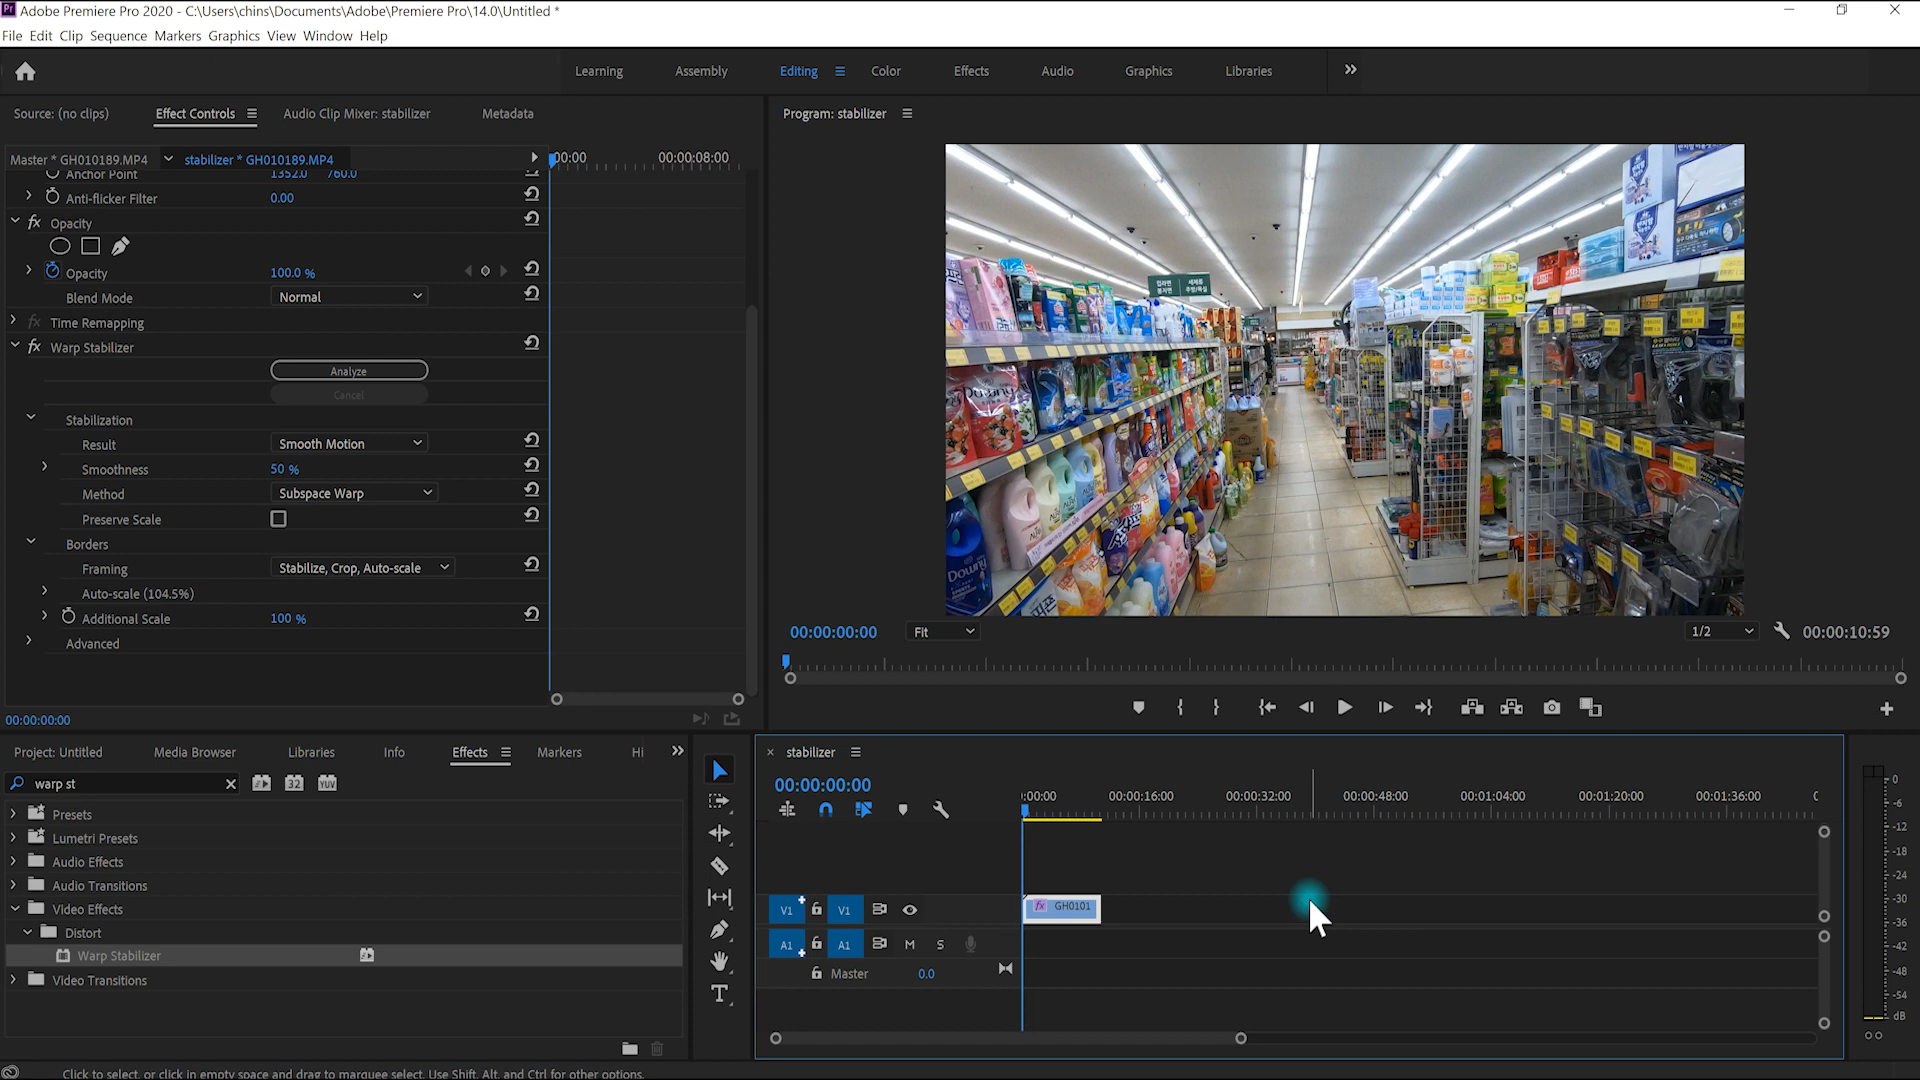 Adobe Premiere Pro 2020 - C:\Users\chins\Documents\Adobe\Premiere Pro\14.0\Untitled *
File Edit Clip Sequence Markers Graphics View Window Help
Learning Assembly Editing Color Effects Audio Graphics Libraries
Source: (no clips) Effect Controls Audio Clip Mixer: stabilizer Metadata
Program: stabilizer
Master * GH010189.MP4 stabilizer * GH010189.MP4
:00:00 00:00:08:00
Anchor Point 1352.0 760.0
Anti-flicker Filter 0.00
fx Opacity
Opacity 100.0 %
Blend Mode Normal
fx Time Remapping
fx Warp Stabilizer
Analyze
Cancel
Stabilization
Result Smooth Motion
Smoothness 50 %
Method Subspace Warp
Preserve Scale
Borders
Framing Stabilize, Crop, Auto-scale
Auto-scale (104.5%)
Additional Scale 100 %
Advanced
00:00:00:00
Downy
00:00:00:00 Fit 1/2 00:00:10:59
Project: Untitled Media Browser Libraries Info Effects Markers Hi
warp st 32 YUV
Presets
Lumetri Presets
Audio Effects
Audio Transitions
Video Effects
Distort
Warp Stabilizer
Video Transitions
stabilizer
00:00:00:00
:00:00 00:00:16:00 00:00:32:00 00:00:48:00 00:01:04:00 00:01:20:00 00:01:36:00
V1 V1 fx GH0101
A1 A1 M S
Master 0.0
0
-6
-12
-18
-24
-30
-36
-42
-48
-54
dB
Click to select, or click in empty space and drag to marquee select. Use Shift, Alt, and Ctrl for other options.